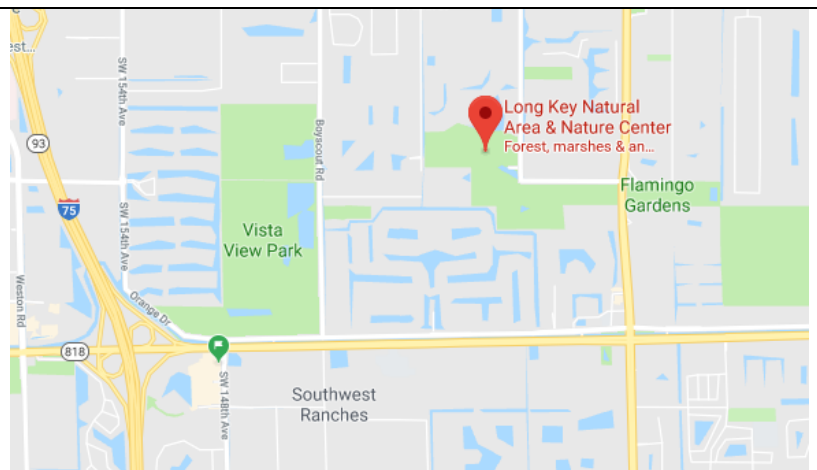 est...
93
75
SW 154th Ave
SW 154th Ave
Boyscout Rd
Long Key Natural
Area & Nature Center
Forest, marshes & an...
Flamingo
Gardens
Vista
View Park
Weston Rd
Orange Dr
818
SW 148th Ave
Southwest
Ranches